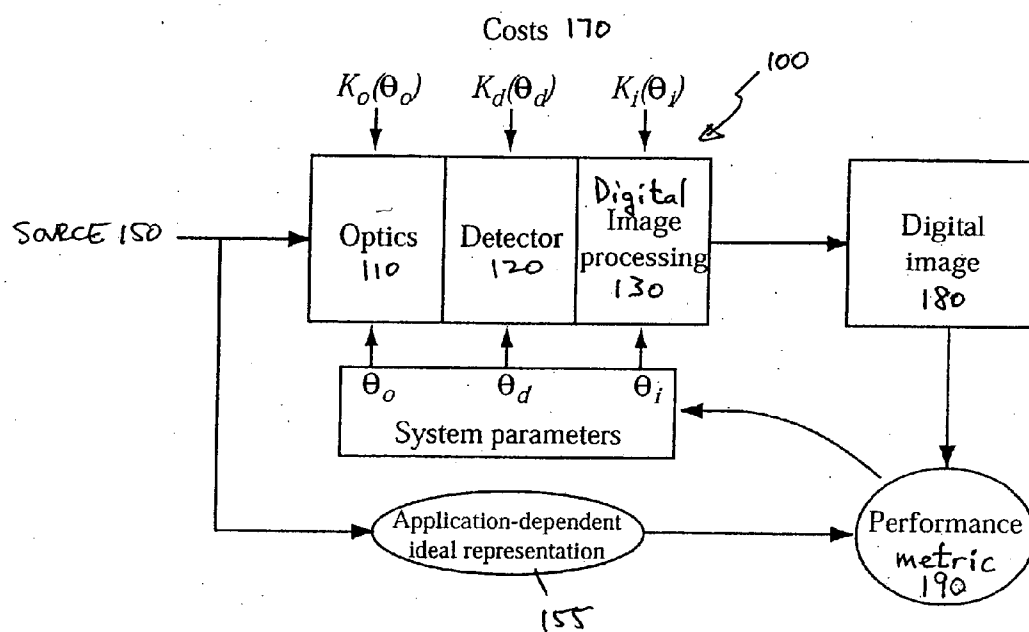 Costs 170
100
K_o(Θ_o) K_d(Θ_d) K_i(Θ_i)
SOURCE 150
Optics
110
Detector
120
Digital
Image
processing
130
Digital
image
180
Θ_o Θ_d Θ_i
System parameters
Application-dependent
ideal representation
155
Performance
metric
190